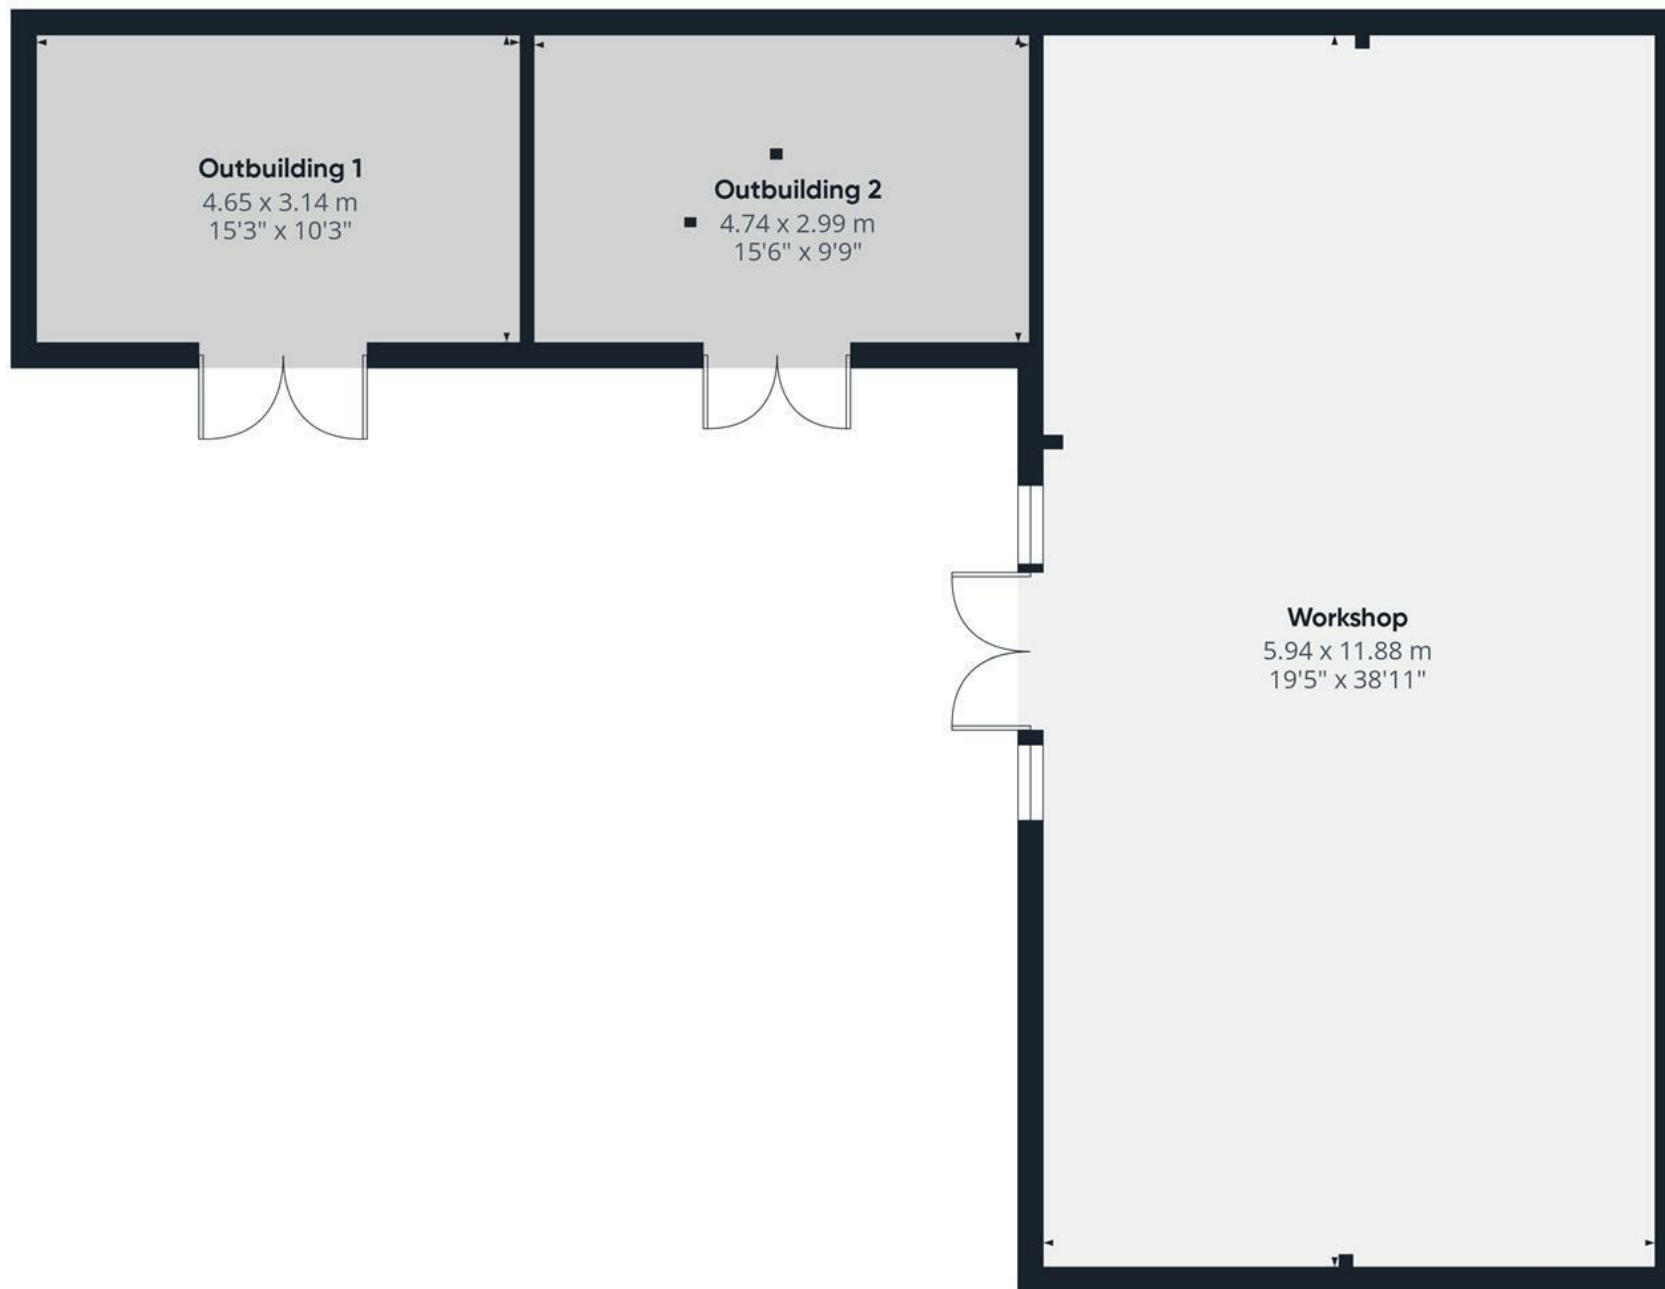 Outbuilding 1
4.65 x 3.14 m
15'3" x 10'3"
Outbuilding 2
4.74 x 2.99 m
15'6" x 9'9"
Workshop
5.94 x 11.88 m
19'5" x 38'11"